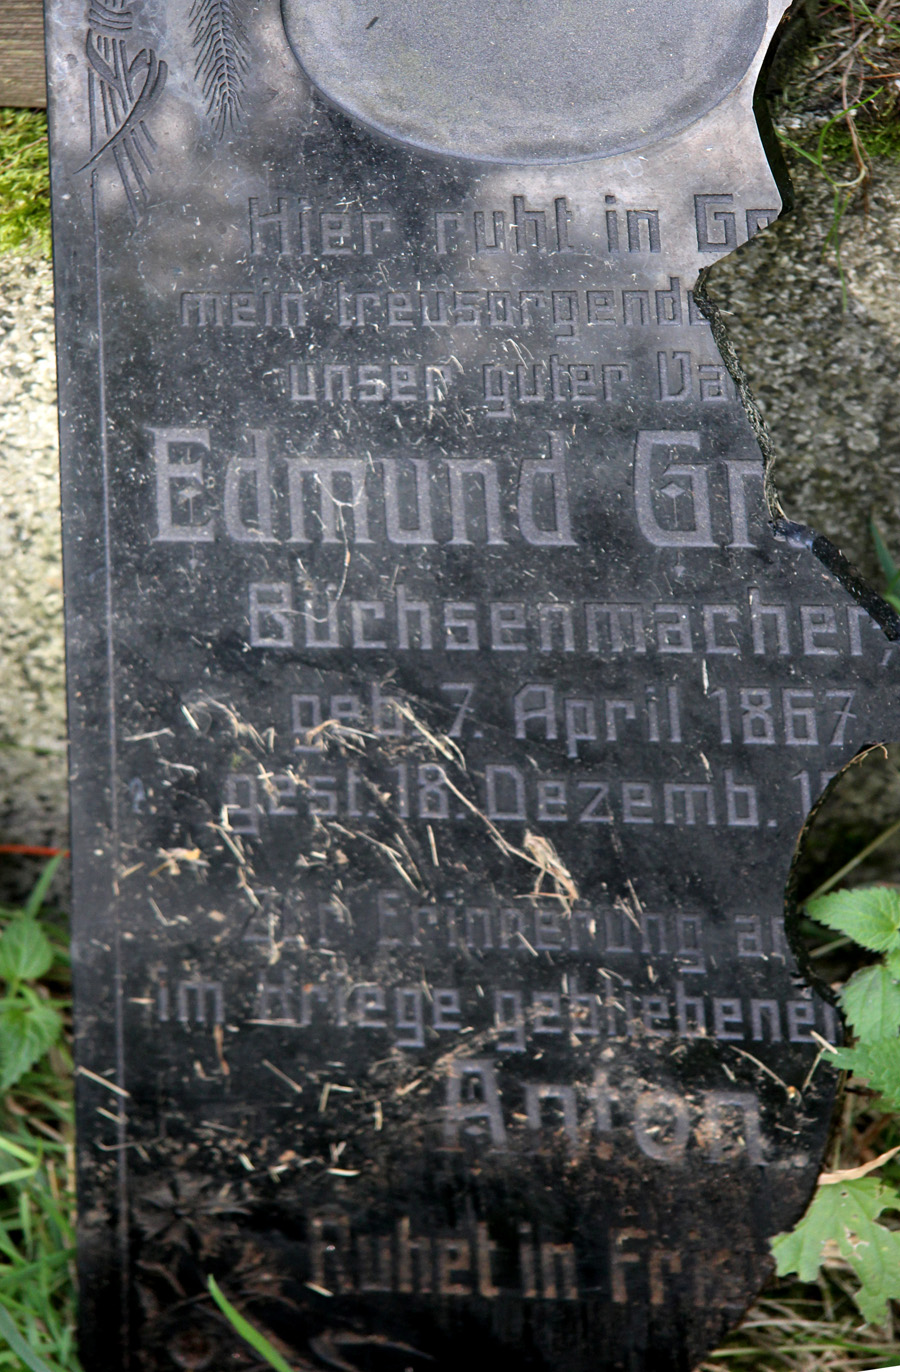 Hier ruht in Go
mein treusorgende
unser guter Va
Edmund Gr
Büchsenmacher,
geb. 7. April 1867
gest. 18. Dezemb. 1
Zur Erinnerung an
im Kriege gebliebenen
Anton
Ruhet in Fr